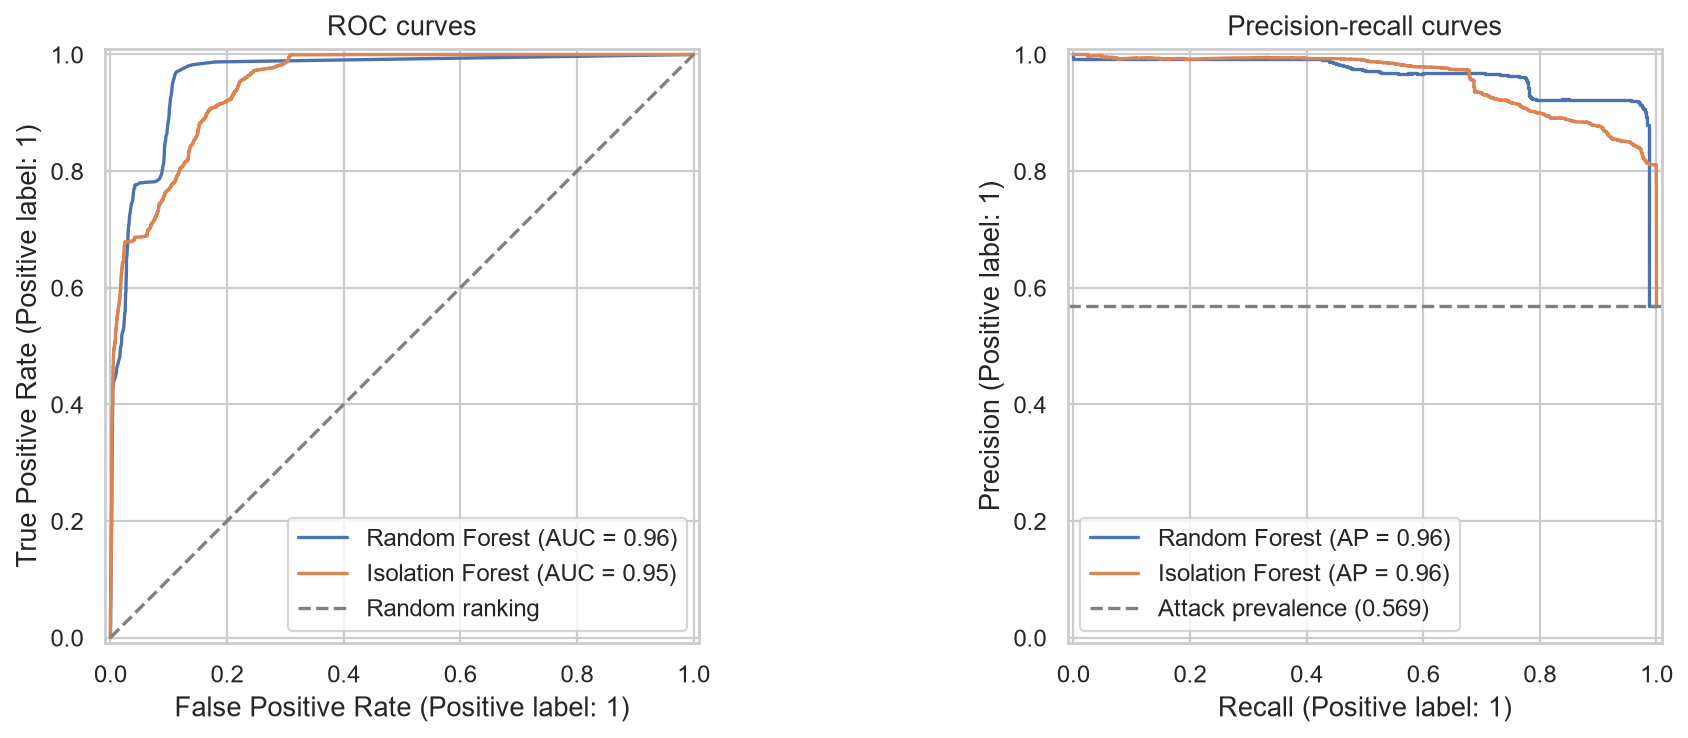 ROC curves
True Positive Rate (Positive label: 1)
1.0
0.8
0.6
0.4
0.2
0.0
0.0 0.2 0.4 0.6 0.8 1.0
False Positive Rate (Positive label: 1)
Random Forest (AUC = 0.96)
Isolation Forest (AUC = 0.95)
Random ranking
Precision-recall curves
Precision (Positive label: 1)
1.0
0.8
0.6
0.4
0.2
0.0
0.0 0.2 0.4 0.6 0.8 1.0
Recall (Positive label: 1)
Random Forest (AP = 0.96)
Isolation Forest (AP = 0.96)
Attack prevalence (0.569)